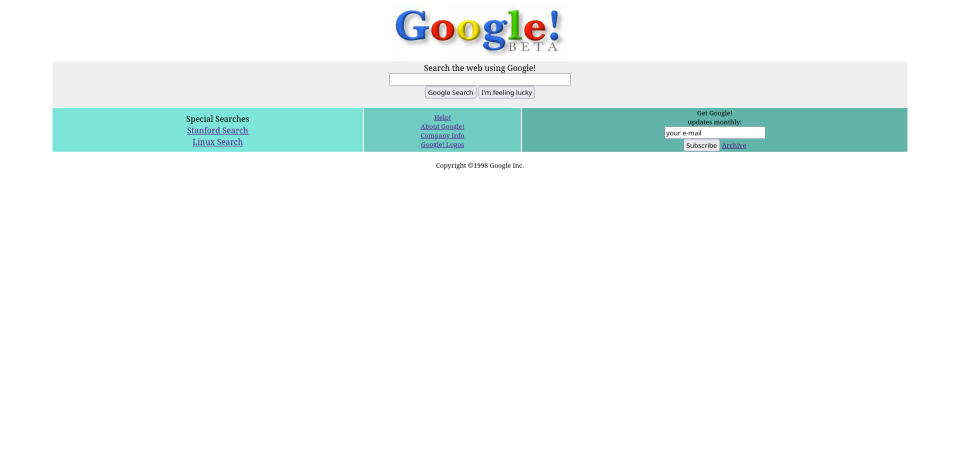 Google!
BETA
Search the web using Google!
Google Search I'm feeling lucky
Special Searches
Stanford Search
Linux Search
Help!
About Google!
Company Info
Google! Logos
Get Google!
updates monthly:
your e-mail
Subscribe Archive
Copyright ©1998 Google Inc.